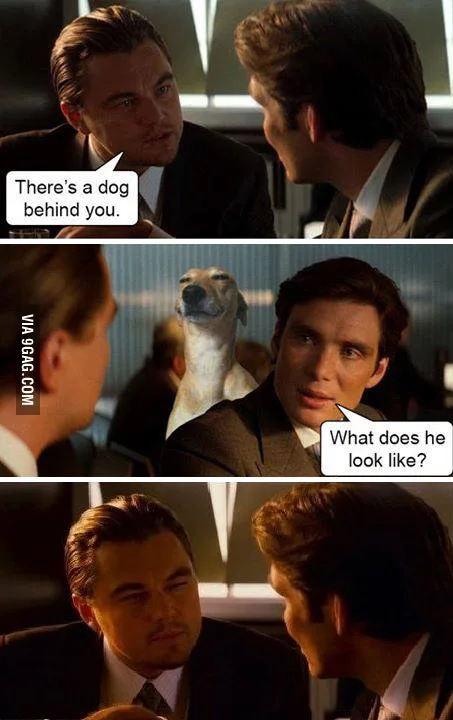 There's a dog
behind you.
VIA 9GAG.COM
What does he
look like?